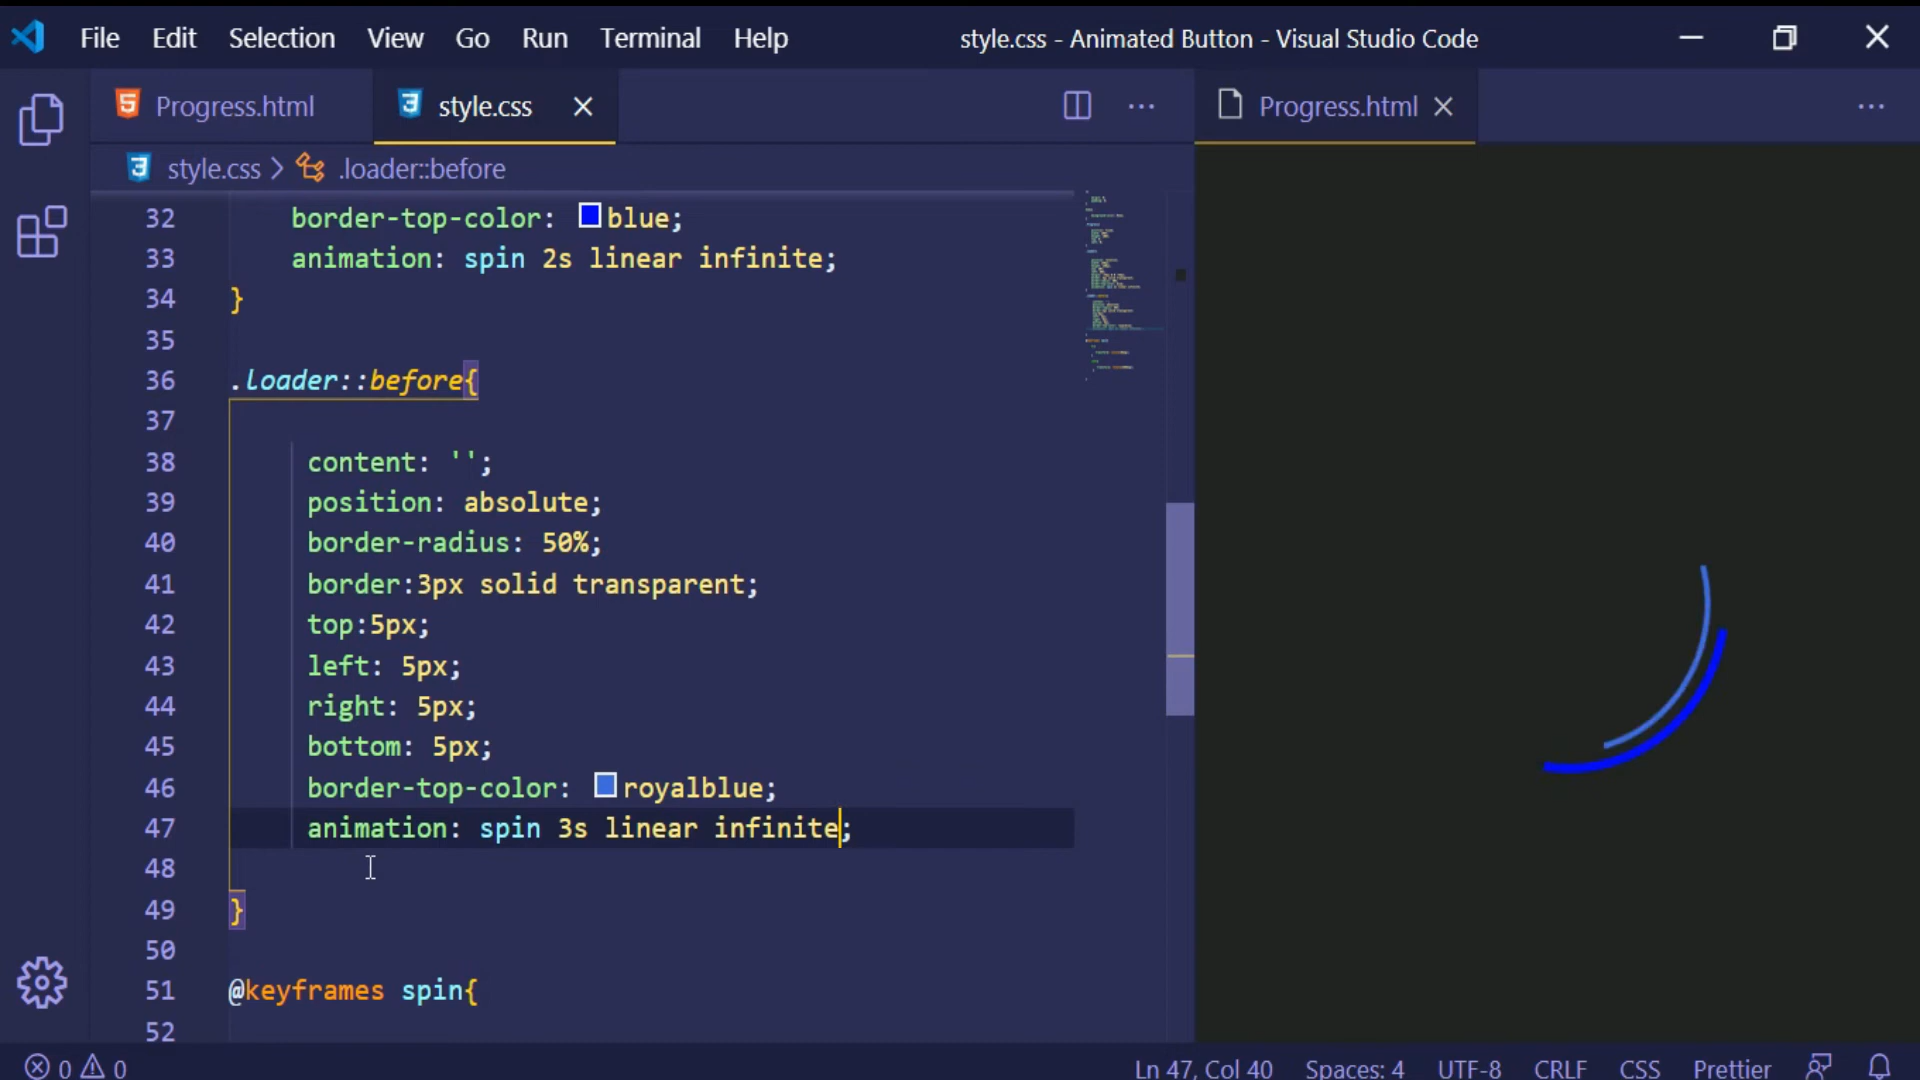 File Edit Selection View Go Run Terminal Help style.css - Animated Button - Visual Studio Code
Progress.html style.css Progress.html
style.css > .loader::before
32 border-top-color: blue;
33 animation: spin 2s linear infinite;
34 }
35
36 .loader::before{
37
38 content: '';
39 position: absolute;
40 border-radius: 50%;
41 border:3px solid transparent;
42 top:5px;
43 left: 5px;
44 right: 5px;
45 bottom: 5px;
46 border-top-color: royalblue;
47 animation: spin 3s linear infinite;
48
49 }
50
51 @keyframes spin{
52
0 0 Ln 47, Col 40 Spaces: 4 UTF-8 CRLF CSS Prettier